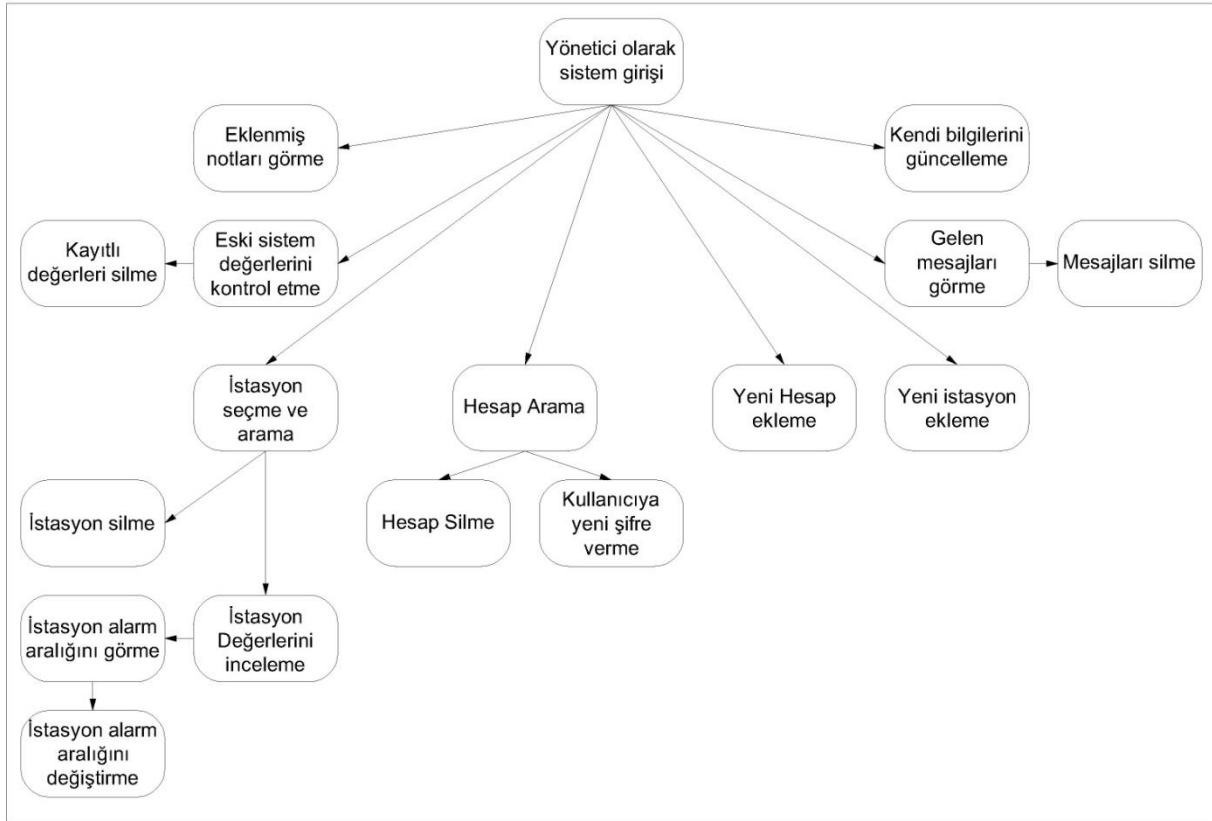 Yönetici olarak
sistem girişi
Eklenmiş
notları görme
Kendi bilgilerini
güncelleme
Kayıtlı
değerleri silme
Eski sistem
değerlerini
kontrol etme
Gelen
mesajları
görme
Mesajları silme
İstasyon
seçme ve
arama
Hesap Arama
Yeni Hesap
ekleme
Yeni istasyon
ekleme
İstasyon silme
Hesap Silme
Kullanıcıya
yeni şifre
verme
İstasyon alarm
aralığını görme
İstasyon
Değerlerini
inceleme
İstasyon alarm
aralığını
değiştirme